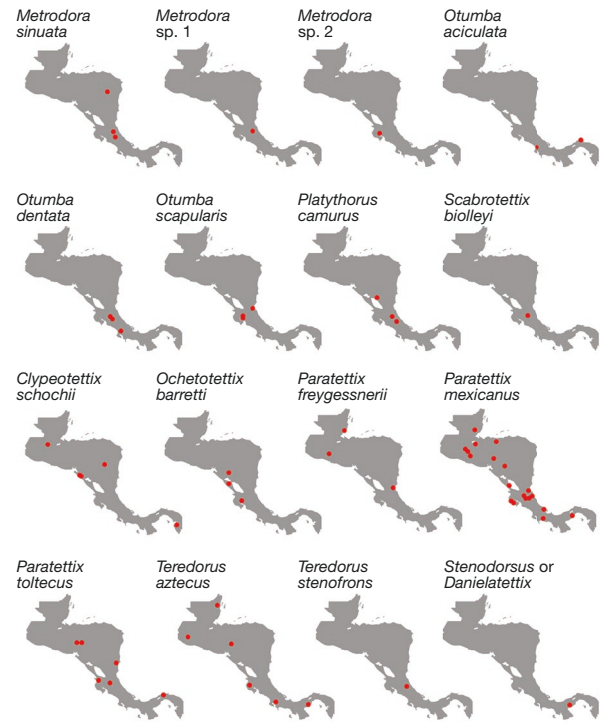 Metrodora
sinuata
Metrodora
sp. 1
Metrodora
sp. 2
Otumba
aciculata
Otumba
dentata
Otumba
scapularis
Platythorus
camurus
Scabrotettix
biolleyi
Clypeotettix
schochii
Ochetotettix
barretti
Paratettix
freygessnerii
Paratettix
mexicanus
Paratettix
toltecus
Teredorus
aztecus
Teredorus
stenofrons
Stenodorsus or
Danielatettix